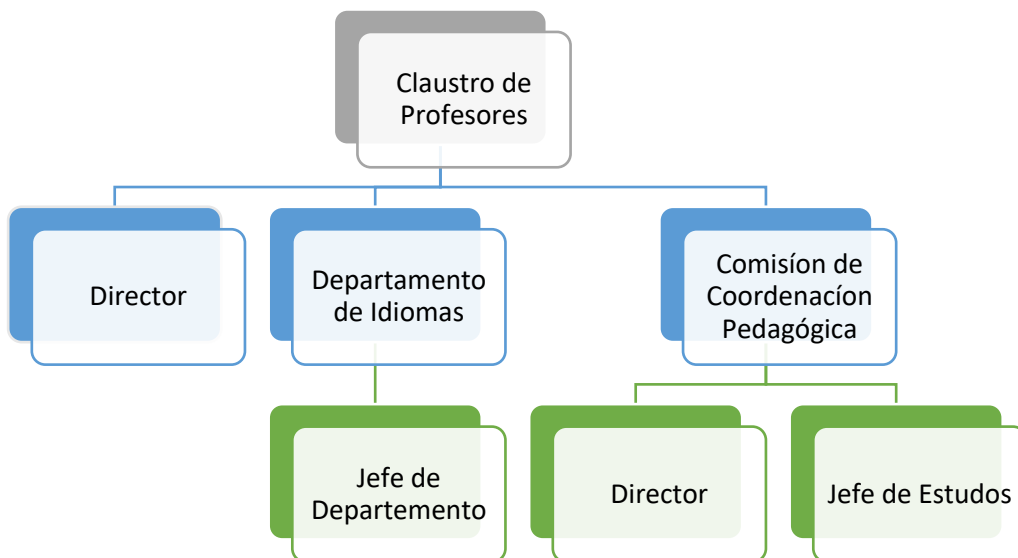 Claustro de
Profesores
Director
Departamento
de Idiomas
Comisíon de
Coordenacíon
Pedagógica
Jefe de
Departemento
Director
Jefe de Estudos